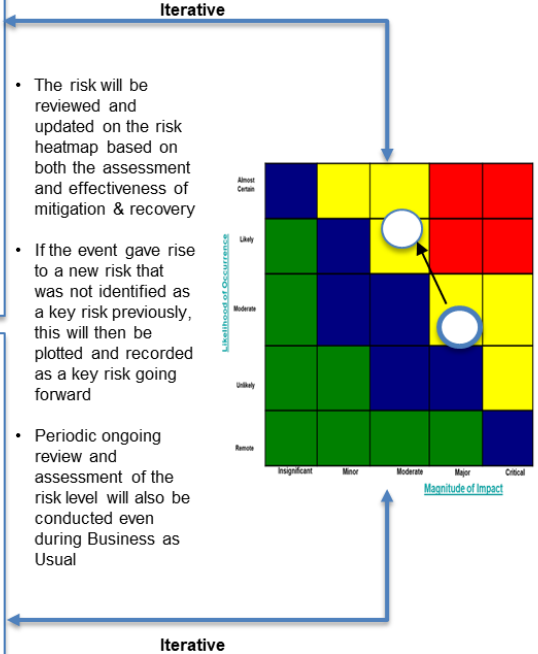 Iterative
• The risk will be
reviewed and
updated on the risk
heatmap based on
both the assessment
and effectiveness of
mitigation & recovery
• If the event gave rise
to a new risk that
was not identified as
a key risk previously,
this will then be
plotted and recorded
as a key risk going
forward
• Periodic ongoing
review and
assessment of the
risk level will also be
conducted even
during Business as
Usual
Likelihood of Occurrence
Almost
Certain
Likely
Moderate
Unlikely
Remote
Insignificant Minor Moderate Major Critical
Magnitude of Impact
Iterative